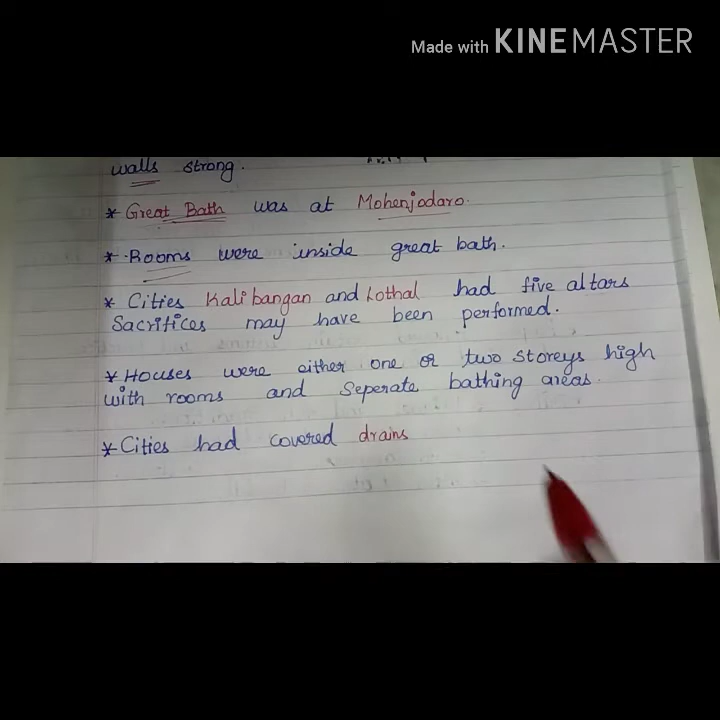 Made with KINEMASTER
walls strong.
* Great Bath was at Mohenjodaro.
* Rooms were inside great bath.
* Cities Kalibangan and Lothal had five altars
Sacrifices may have been performed.
* Houses were either one or two storeys high
with rooms and Seperate bathing areas.
* Cities had covered drains